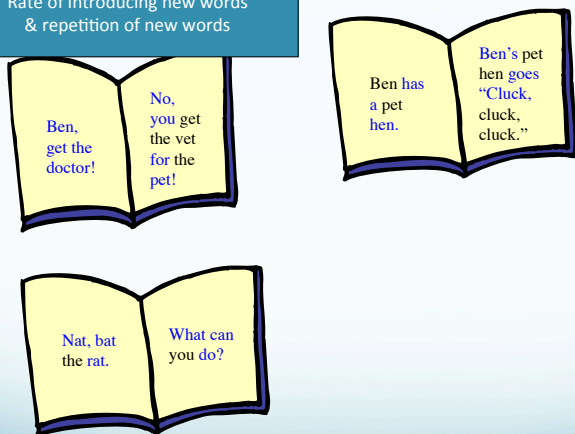 Rate of introducing new words
& repetition of new words
Ben,
get the
doctor!
No,
you get
the vet
for the
pet!
Ben has
a pet
hen.
Ben's pet
hen goes
“Cluck,
cluck,
cluck.”
Nat, bat
the rat.
What can
you do?